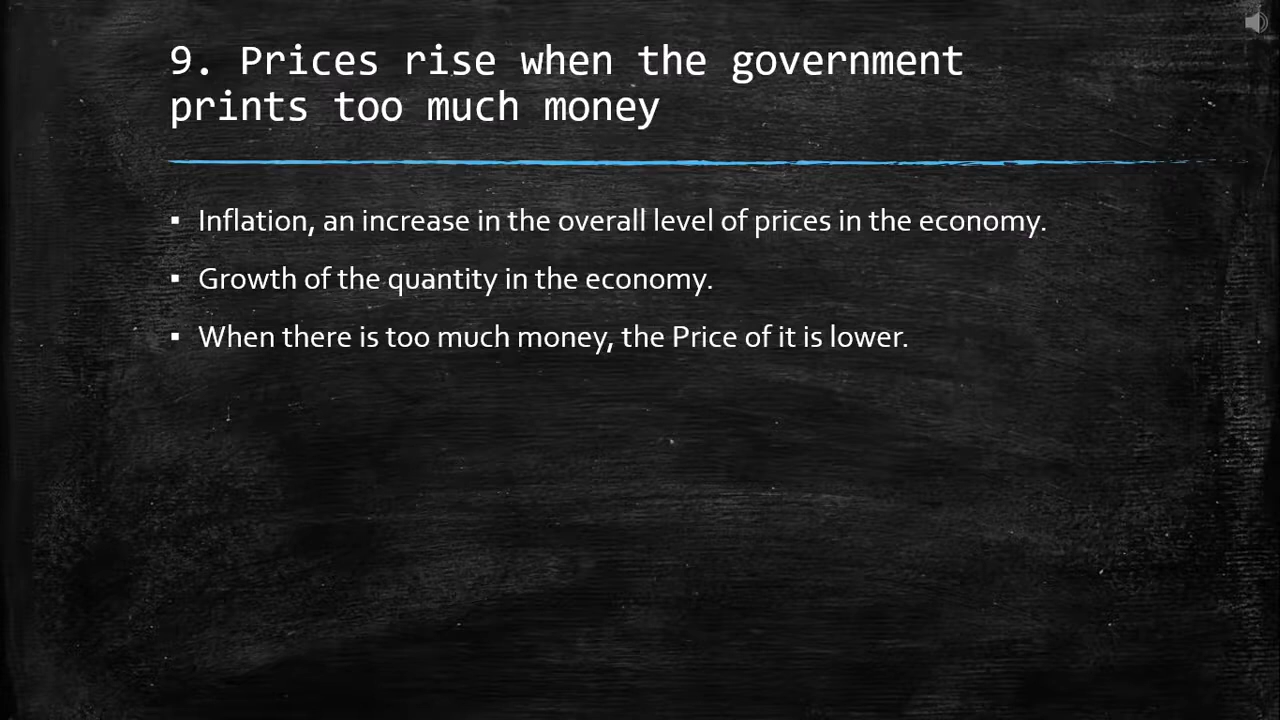 9. Prices rise when the government
prints too much money
▪ Inflation, an increase in the overall level of prices in the economy.
▪ Growth of the quantity in the economy.
▪ When there is too much money, the Price of it is lower.